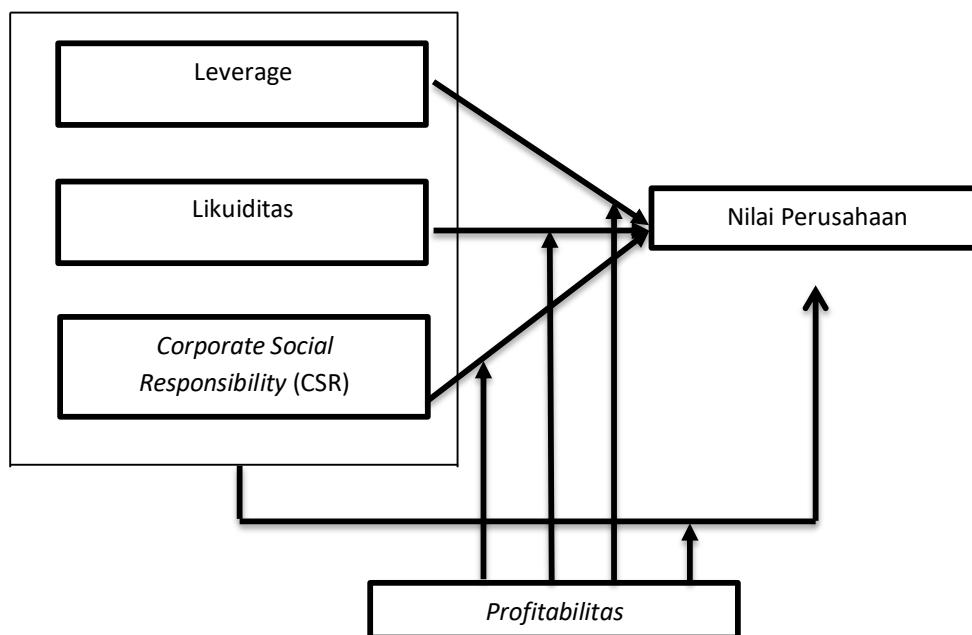 Leverage
Likuiditas
Nilai Perusahaan
Corporate Social
Responsibility (CSR)
Profitabilitas